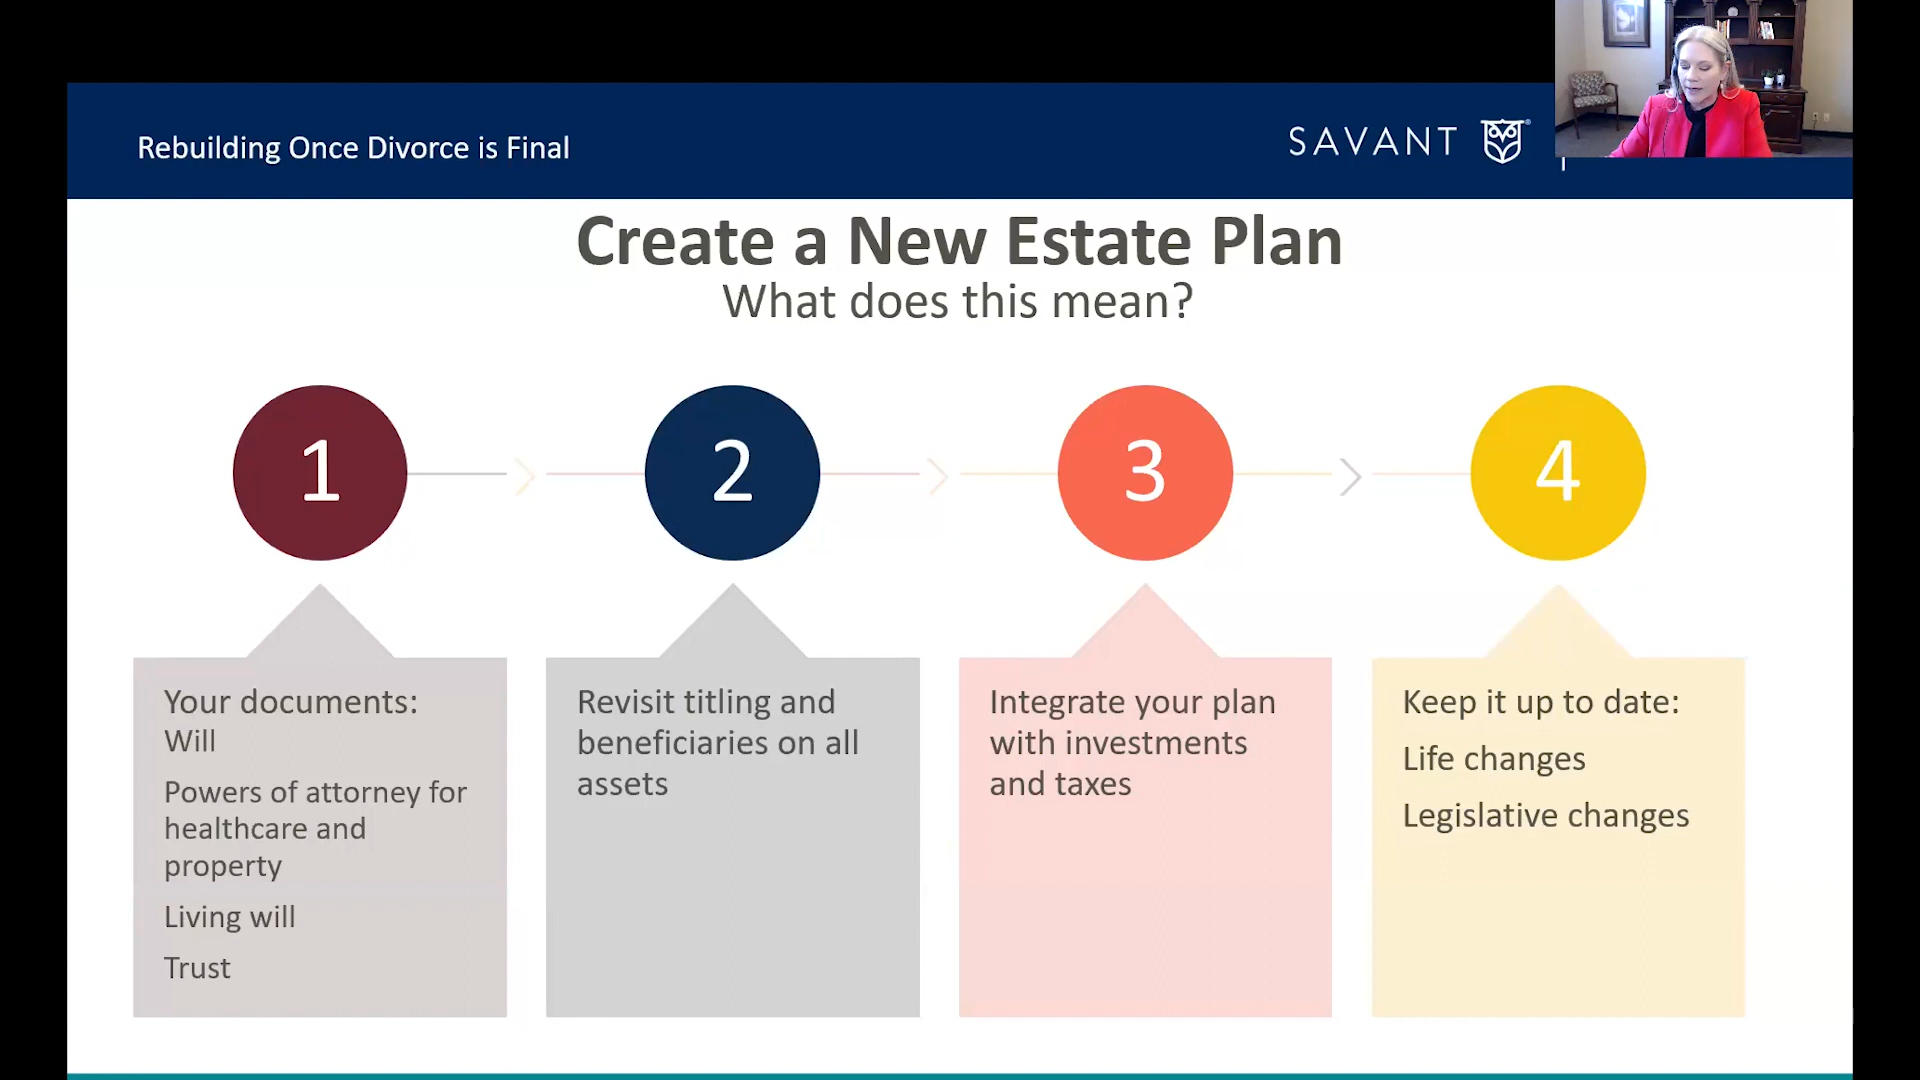 Rebuilding Once Divorce is Final
SAVANT
Create a New Estate Plan
What does this mean?
1
2
3
4
Your documents:
Will
Powers of attorney for
healthcare and
property
Living will
Trust
Revisit titling and
beneficiaries on all
assets
Integrate your plan
with investments
and taxes
Keep it up to date:
Life changes
Legislative changes